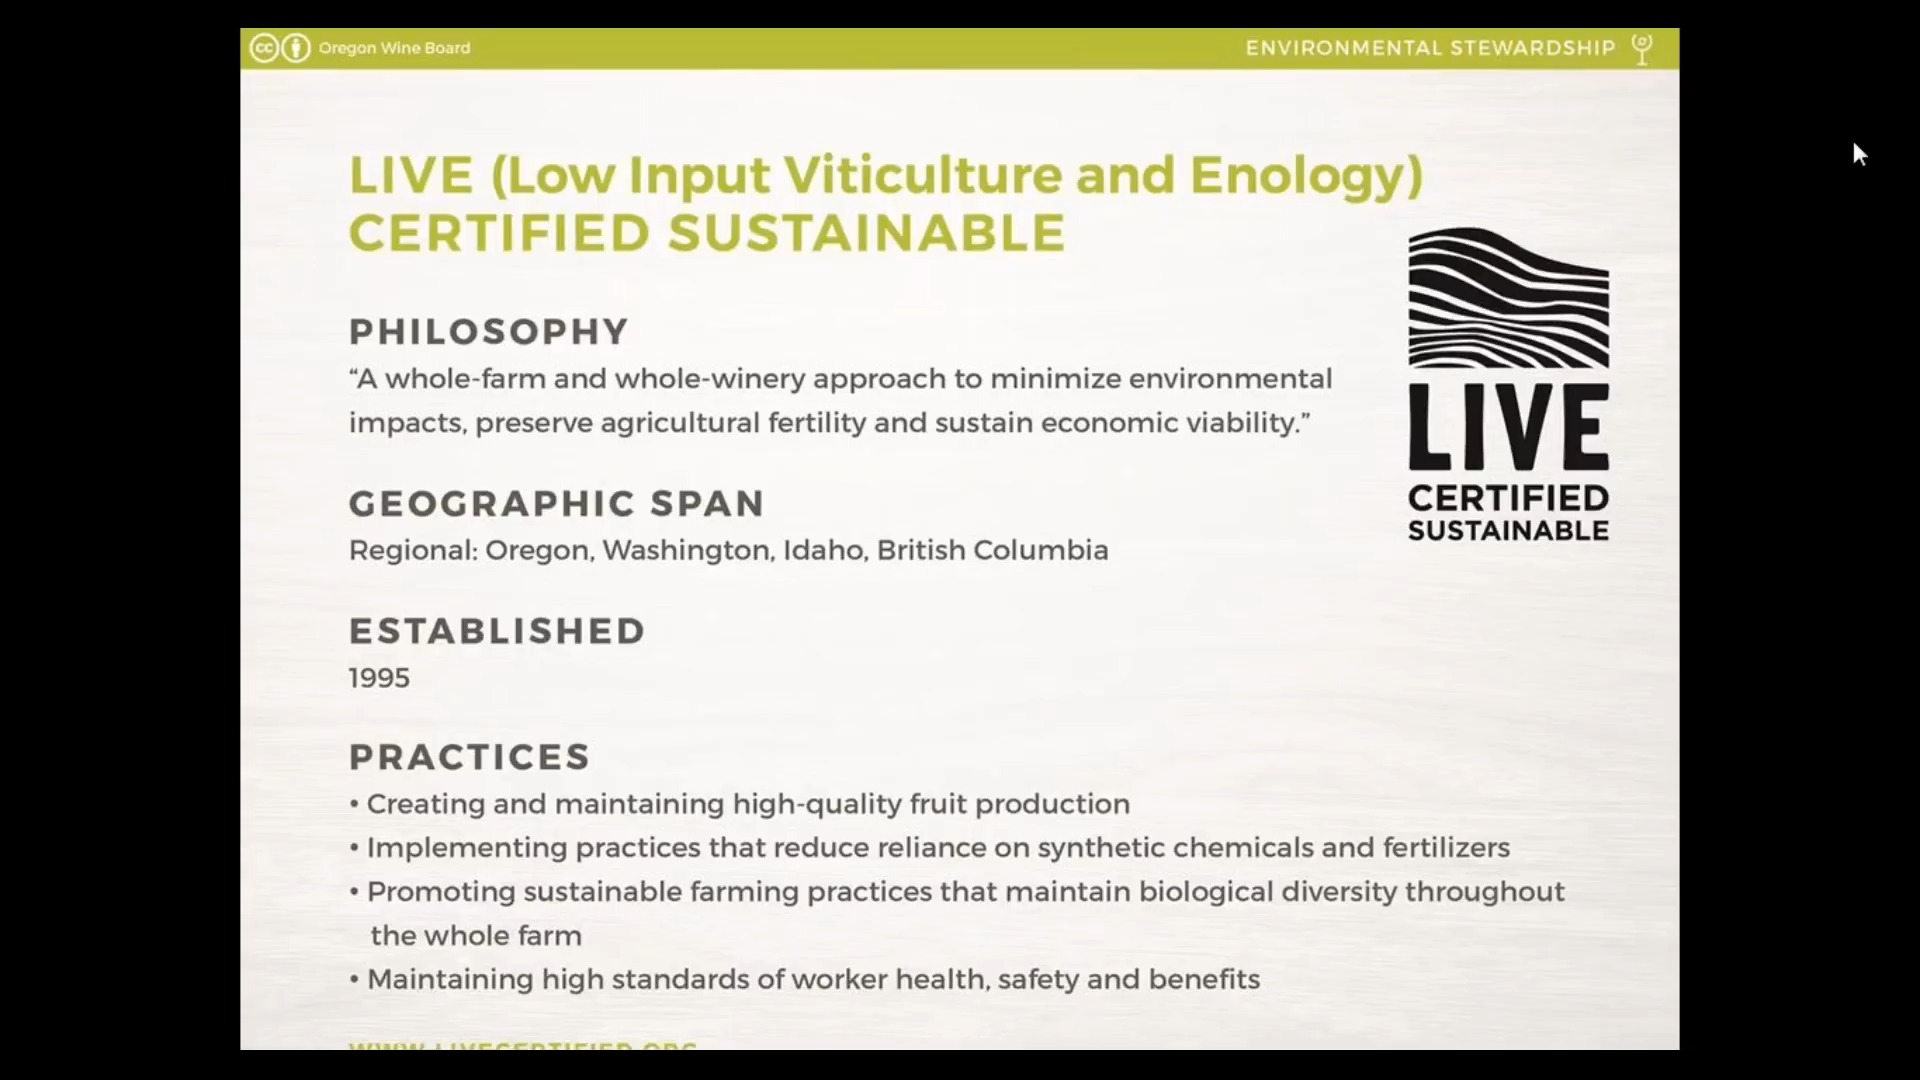 cc Oregon Wine Board
ENVIRONMENTAL STEWARDSHIP
LIVE (Low Input Viticulture and Enology)
CERTIFIED SUSTAINABLE
PHILOSOPHY
“A whole-farm and whole-winery approach to minimize environmental
impacts, preserve agricultural fertility and sustain economic viability.”
LIVE
CERTIFIED
SUSTAINABLE
GEOGRAPHIC SPAN
Regional: Oregon, Washington, Idaho, British Columbia
ESTABLISHED
1995
PRACTICES
• Creating and maintaining high-quality fruit production
• Implementing practices that reduce reliance on synthetic chemicals and fertilizers
• Promoting sustainable farming practices that maintain biological diversity throughout
the whole farm
• Maintaining high standards of worker health, safety and benefits
WWW.LIVECERTIFIED.ORG